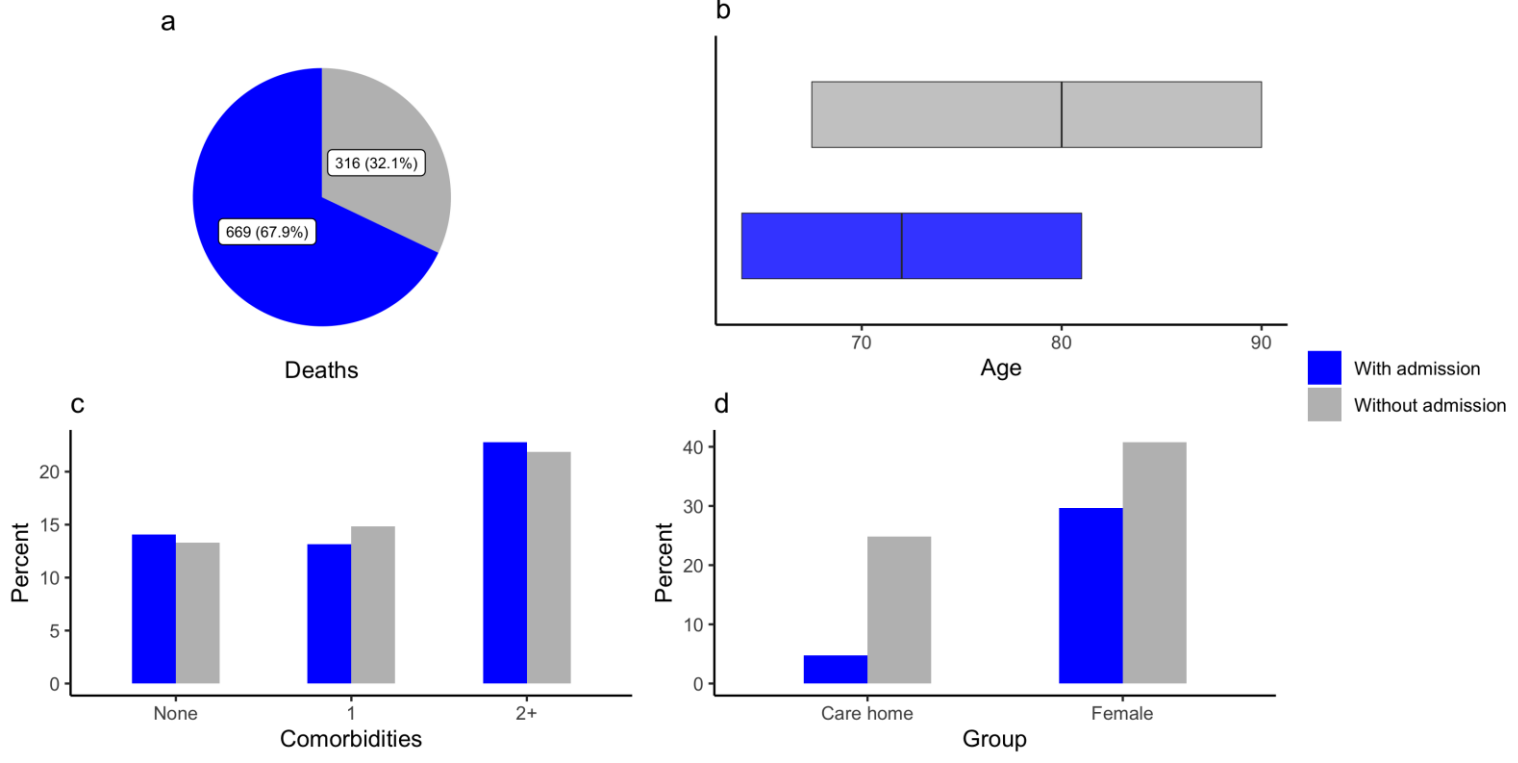 a
316 (32.1%)
669 (67.9%)
Deaths
b
70 80 90
Age
With admission
Without admission
c
Percent
20
15
10
5
0
None 1 2+
Comorbidities
d
Percent
40
30
20
10
0
Care home Female
Group